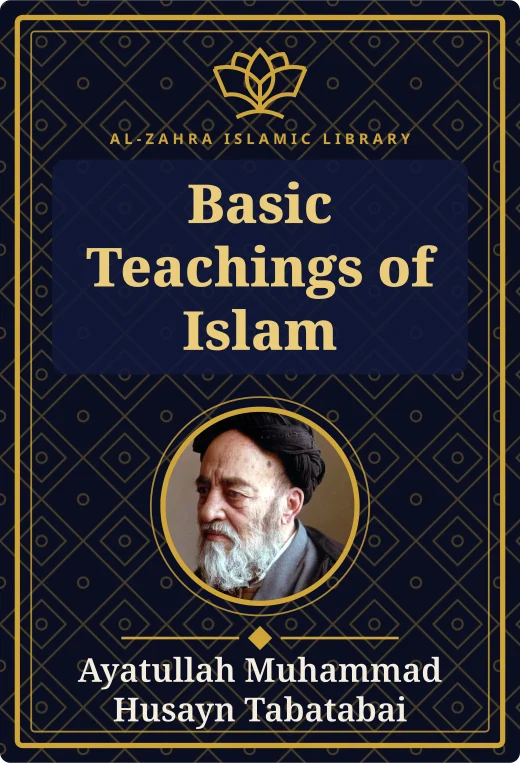 AL-ZAHRA ISLAMIC LIBRARY
Basic
Teachings of
Islam
Ayatullah Muhammad
Husayn Tabatabai